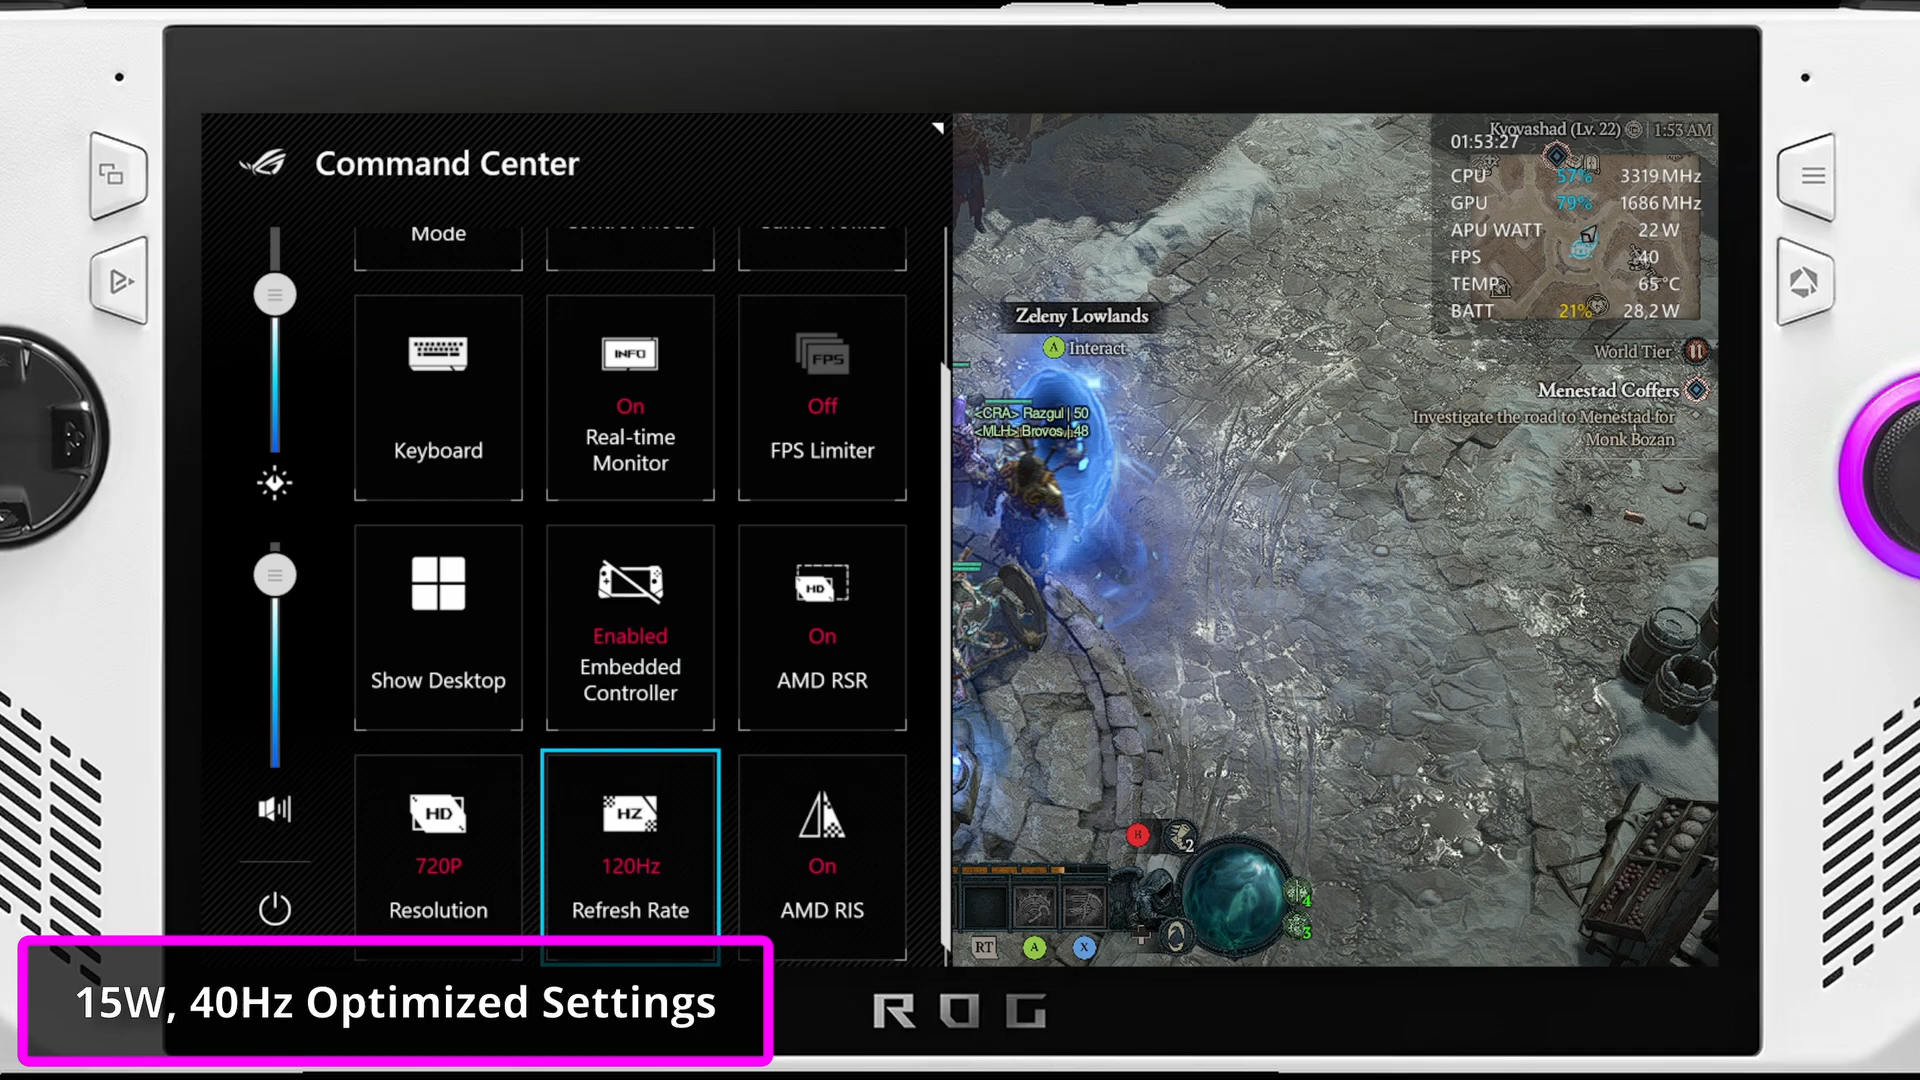 Command Center
Mode
Keyboard
INFO
On
Real-time
Monitor
FPS
Off
FPS Limiter
Show Desktop
Enabled
Embedded
Controller
HD
On
AMD RSR
HD
720P
Resolution
HZ
120Hz
Refresh Rate
On
AMD RIS
Kyovashad (Lv. 22) 1:53 AM
01:53:27
CPU 57% 3319 MHz
GPU 79% 1686 MHz
APU WATT 22 W
FPS 40
TEMP 65 °C
BATT 21% 28,2 W
Zeleny Lowlands
A Interact
<CRA> Razgul | 50
<MLH> Brovos | 48
World Tier II
Menestad Coffers
Investigate the road to Menestad for
Monk Bozan
B 2
4
3
RT A X
15W, 40Hz Optimized Settings
ROG